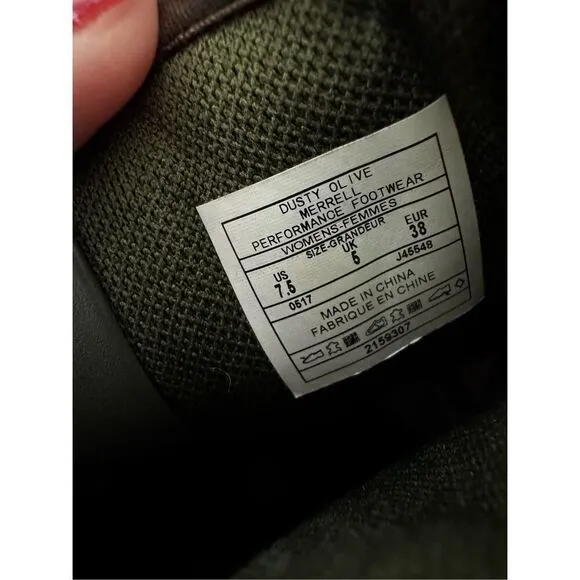 DUSTY OLIVE
MERRELL
PERFORMANCE FOOTWEAR
WOMENS-FEMMES
SIZE-GRANDEUR
US UK EUR
7.5 5 38
0517 J45548
MADE IN CHINA
FABRIQUE EN CHINE
2159307